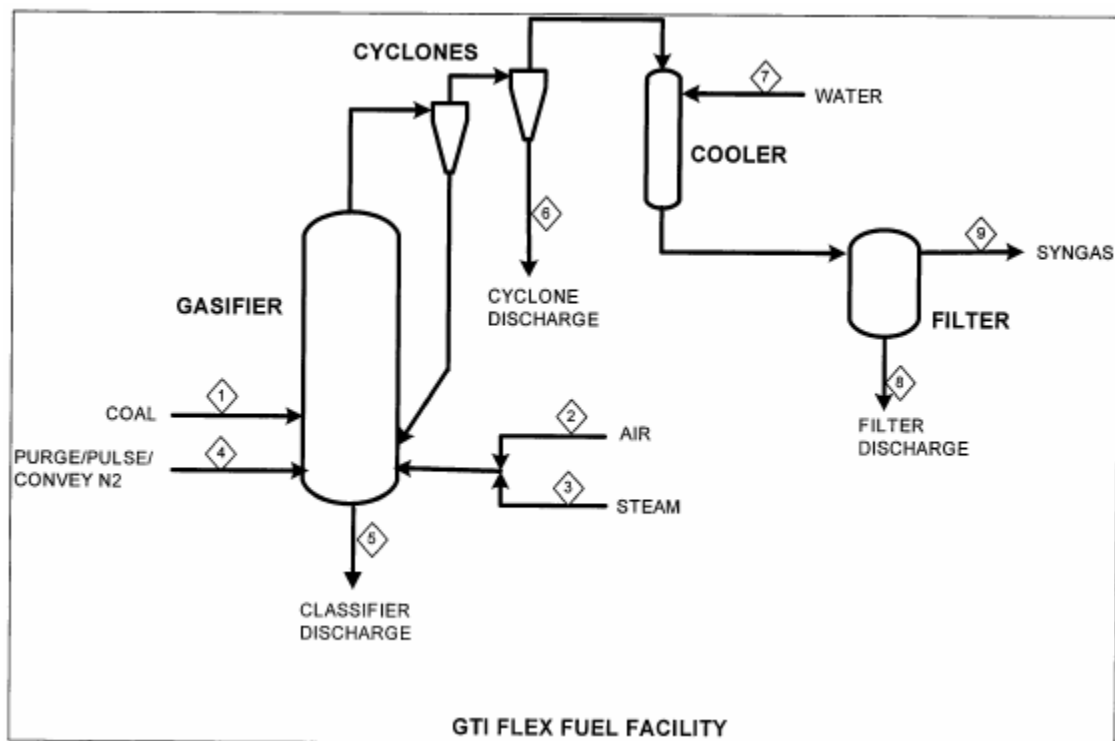 CYCLONES
7
WATER
COOLER
6
9
SYNGAS
CYCLONE
DISCHARGE
GASIFIER
FILTER
1
COAL
8
2
AIR
FILTER
DISCHARGE
PURGE/PULSE/
CONVEY N2
4
3
STEAM
5
CLASSIFIER
DISCHARGE
GTI FLEX FUEL FACILITY